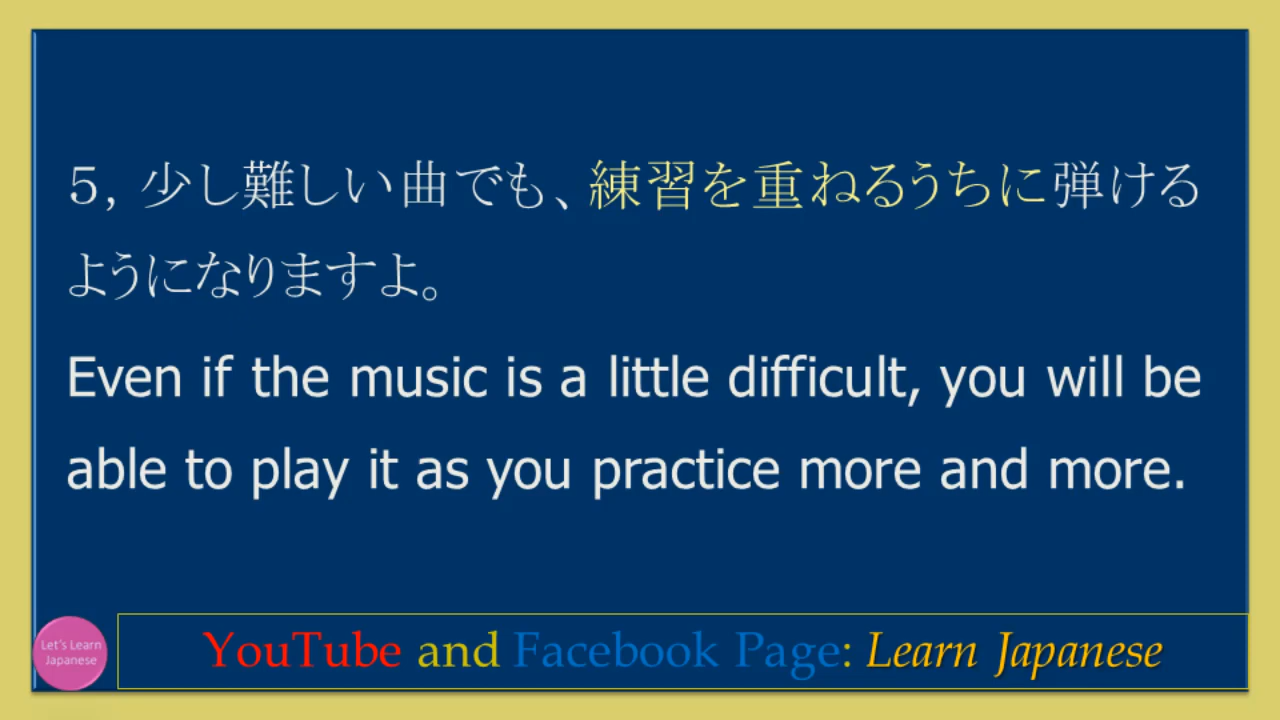 ５, 少し難しい曲でも、練習を重ねるうちに弾ける
ようになりますよ。
Even if the music is a little difficult, you will be
able to play it as you practice more and more.
Let's Learn
Japanese
YouTube and Facebook Page: Learn Japanese